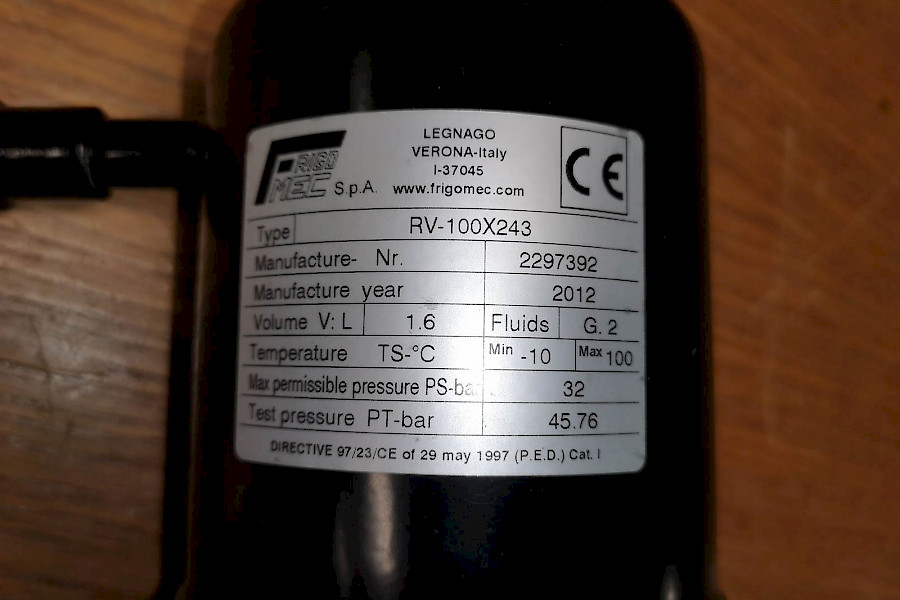 FRIGO
MEC S.p.A.
LEGNAGO
VERONA-Italy
I-37045
www.frigomec.com
CE
Type RV-100X243
Manufacture- Nr. 2297392
Manufacture year 2012
Volume V: L 1.6 Fluids G. 2
Temperature TS-°C Min -10 Max 100
Max permissible pressure PS-ba 32
Test pressure PT-bar 45.76
DIRECTIVE 97/23/CE of 29 may 1997 (P.E.D.) Cat. I